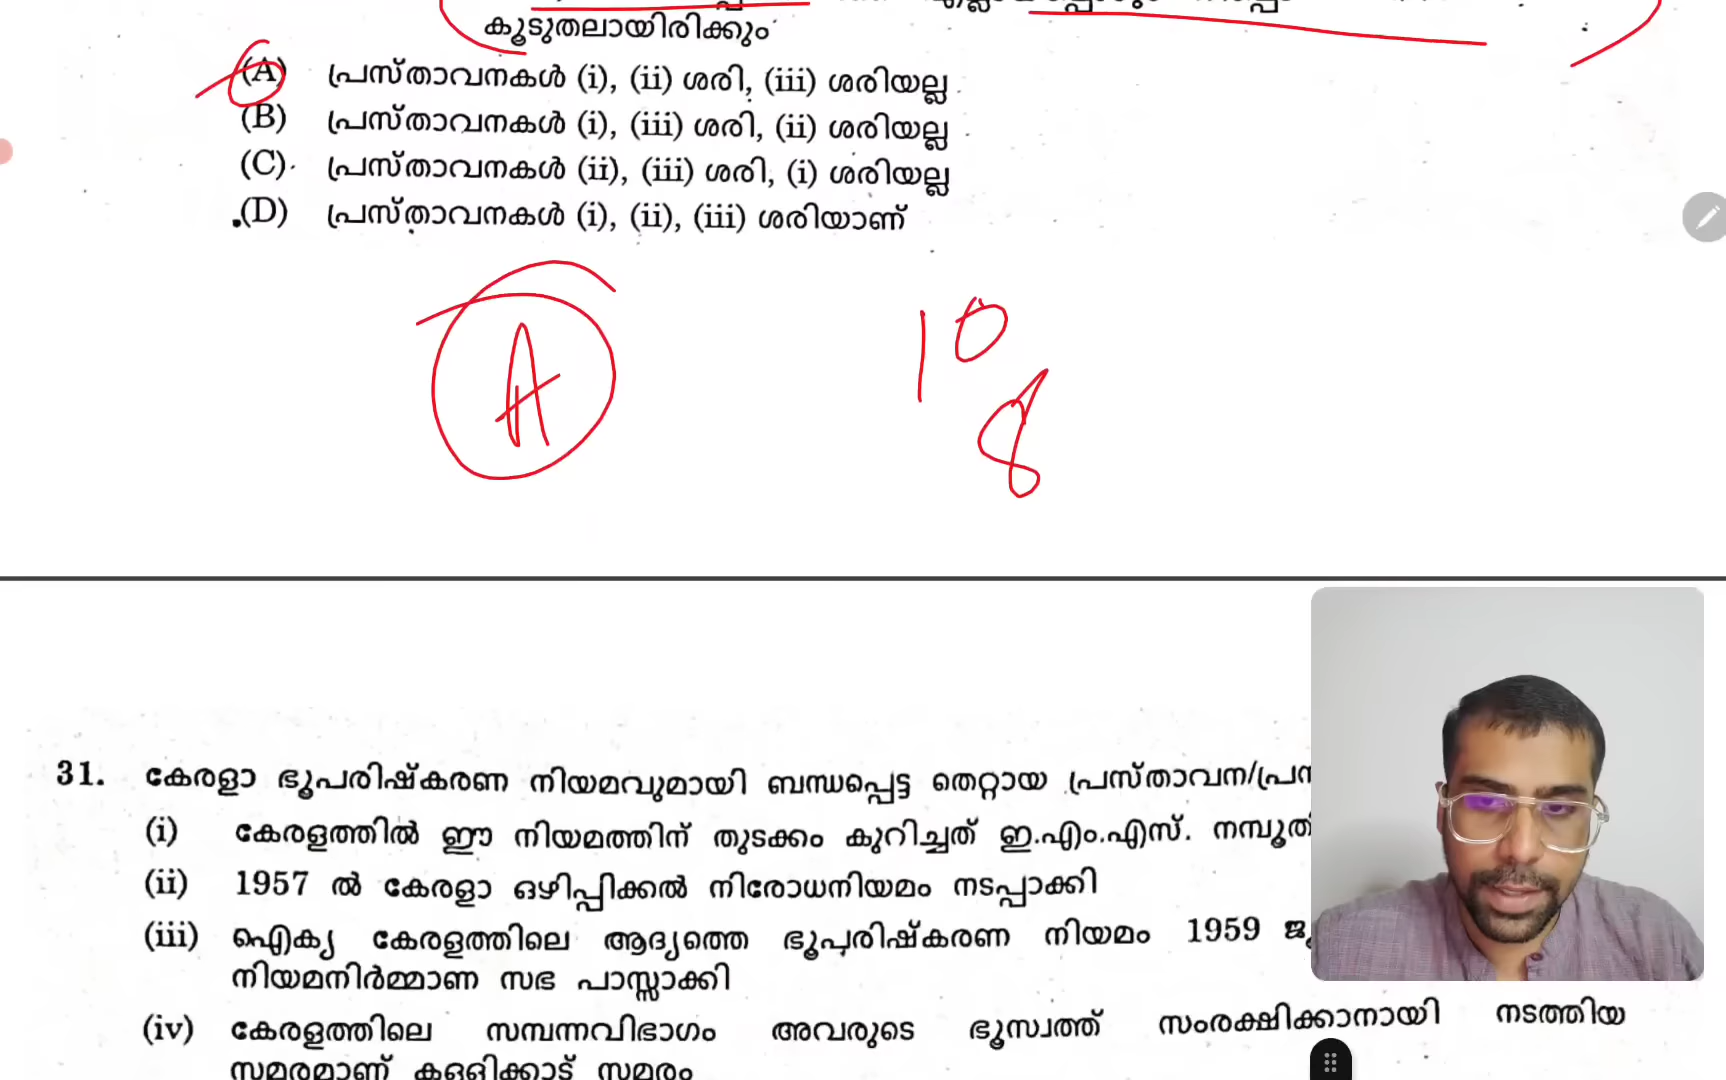 കൂടുതലായിരിക്കും
(A) പ്രസ്താവനകൾ (i), (ii) ശരി, (iii) ശരിയല്ല
(B) പ്രസ്താവനകൾ (i), (iii) ശരി, (ii) ശരിയല്ല
(C) പ്രസ്താവനകൾ (ii), (iii) ശരി, (i) ശരിയല്ല
(D) പ്രസ്താവനകൾ (i), (ii), (iii) ശരിയാണ്
A
10
8
31. കേരളാ ഭൂപരിഷ്കരണ നിയമവുമായി ബന്ധപ്പെട്ട തെറ്റായ പ്രസ്താവന/
(i) കേരളത്തിൽ ഈ നിയമത്തിന് തുടക്കം കുറിച്ചത് ഇ.എം.എസ്.
(ii) 1957 ൽ കേരളാ ഒഴിപ്പിക്കൽ നിരോധനിയമം നടപ്പാക്കി
(iii) ഐക്യ കേരളത്തിലെ ആദ്യത്തെ ഭൂപരിഷ്കരണ നിയമം 1959
നിയമനിർമ്മാണ സഭ പാസ്സാക്കി
(iv) കേരളത്തിലെ സമ്പന്നവിഭാഗം അവരുടെ ഭൂസ്വത്ത് സംരക്ഷിക്കാനായി നടത്തിയ
സമരമാണ് കള്ളിക്കാട് സമരം